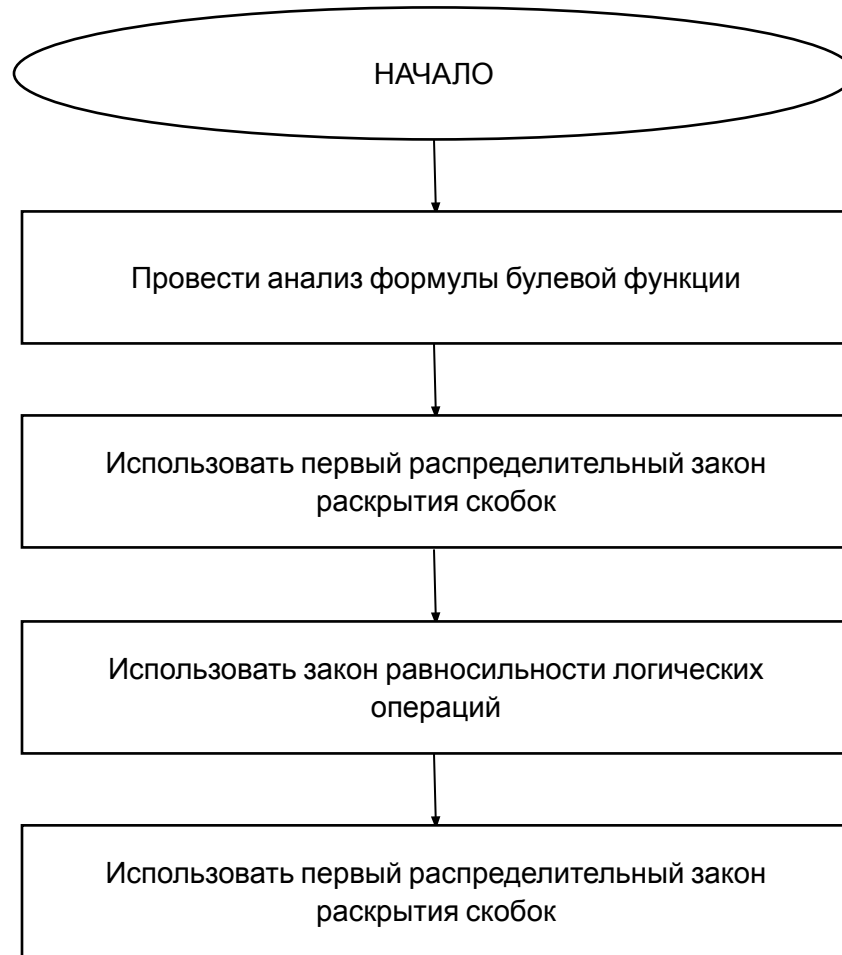 НАЧАЛО
Провести анализ формулы булевой функции
Использовать первый распределительный закон
раскрытия скобок
Использовать закон равносильности логических
операций
Использовать первый распределительный закон
раскрытия скобок